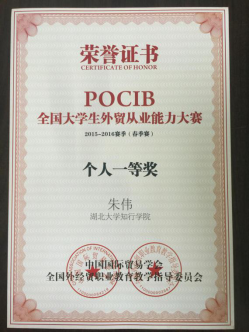 荣誉证书
CERTIFICATE OF HONOR
POCIB
全国大学生外贸从业能力大赛
2015-2016赛季（春季赛）
个人一等奖
朱伟
湖北大学知行学院
中国国际贸易学会
全国外经贸职业教育教学指导委员会